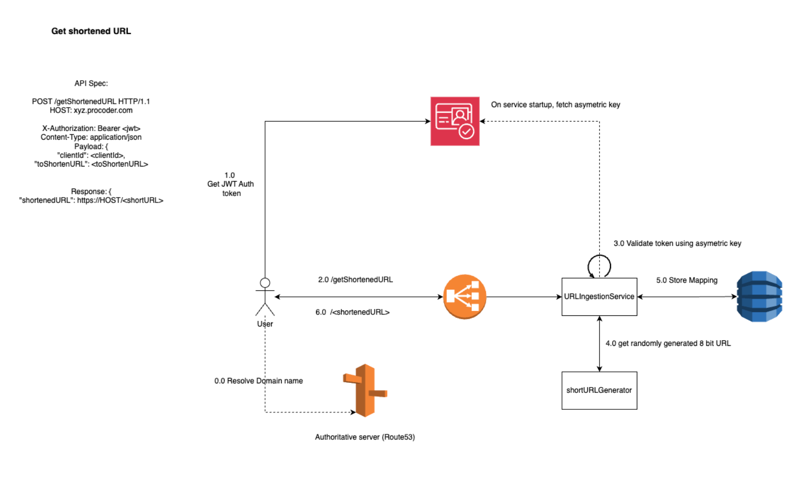 Get shortened URL
API Spec:
POST /getShortenedURL HTTP/1.1
HOST: xyz.procoder.com
X-Authorization: Bearer <jwt>
Content-Type: application/json
Payload: {
"clientId": <clientId>,
"toShortenURL": <toShortenURL>
Response: {
"shortenedURL": https://HOST/<shortURL>
On service startup, fetch asymetric key
1.0
Get JWT Auth
token
3.0 Validate token using asymetric key
2.0 /getShortenedURL
5.0 Store Mapping
URLIngestionService
6.0 /<shortenedURL>
User
4.0 get randomly generated 8 bit URL
0.0 Resolve Domain name
shortURLGenerator
Authoritative server (Route53)